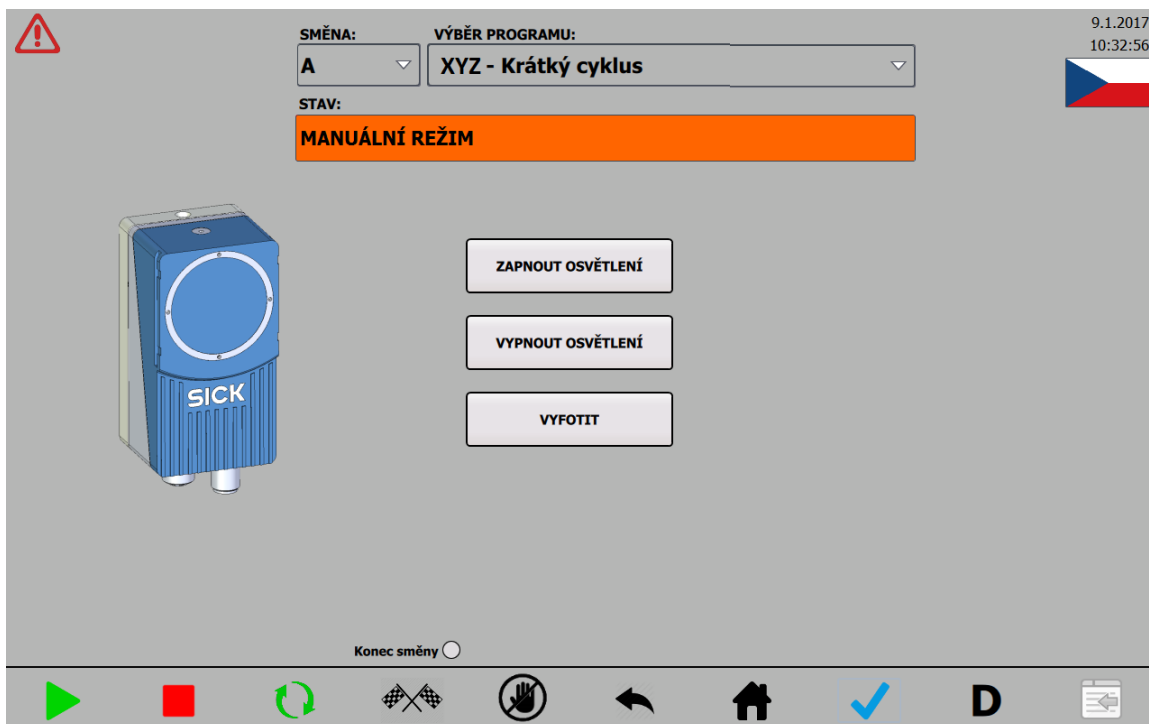 9.1.2017
10:32:56
SMĚNA:
VÝBĚR PROGRAMU:
A
XYZ - Krátký cyklus
STAV:
MANUÁLNÍ REŽIM
ZAPNOUT OSVĚTLENÍ
VYPNOUT OSVĚTLENÍ
VYFOTIT
SICK
Konec směny
D